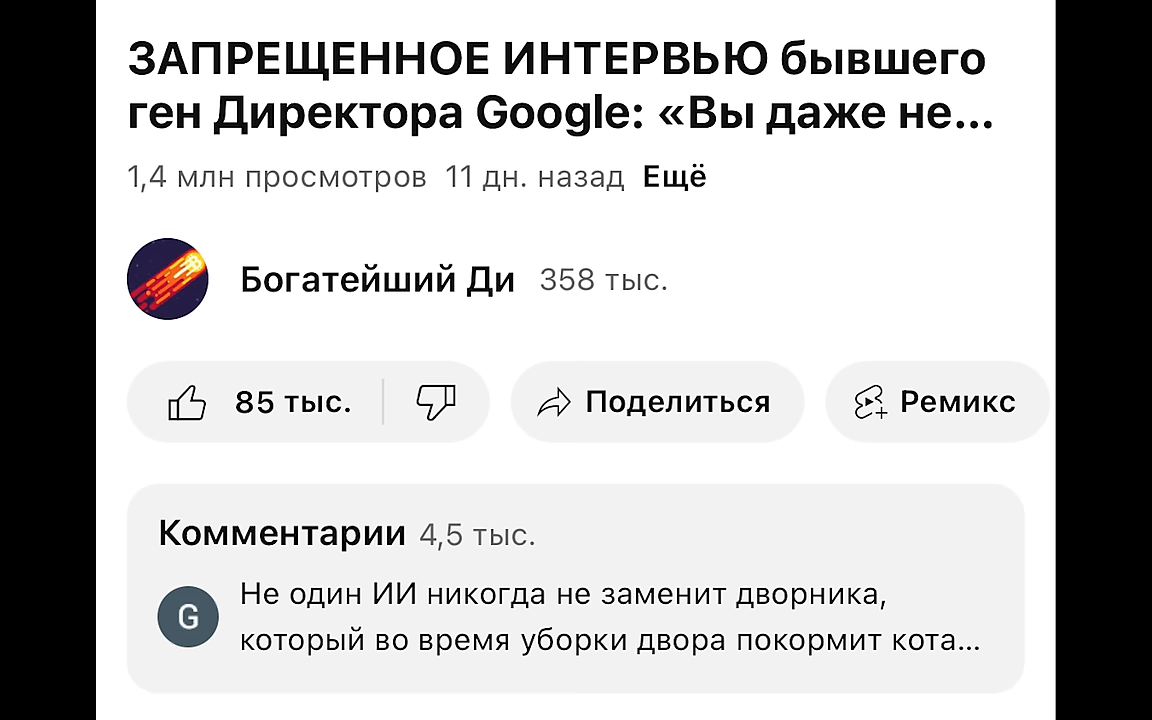 ЗАПРЕЩЕННОЕ ИНТЕРВЬЮ бывшего
ген Директора Google: «Вы даже не...
1,4 млн просмотров 11 дн. назад Ещё
Богатейший Ди 358 тыс.
85 тыс. Поделиться Ремикс
Комментарии 4,5 тыс.
G Не один ИИ никогда не заменит дворника,
который во время уборки двора покормит кота...